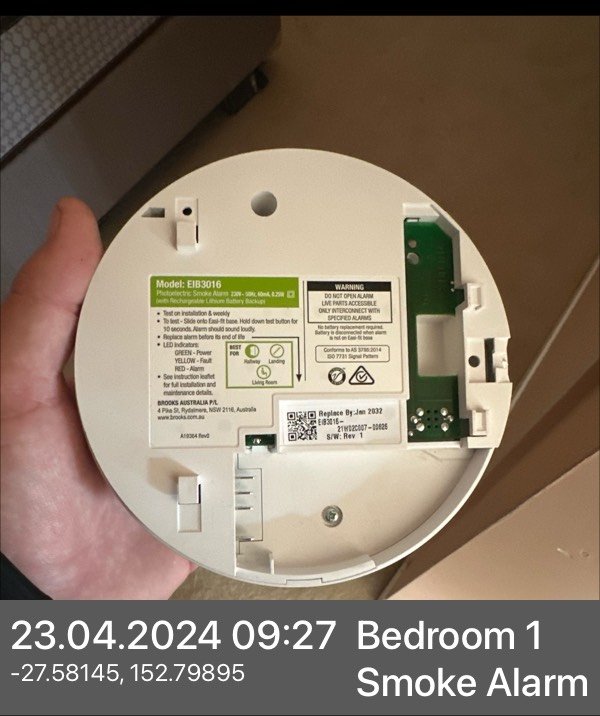 Model: EIB3016
Photoelectric Smoke Alarm 230V~ 50Hz, 60mA, 8.25W
(with Rechargeable Lithium Battery Backup)
• Test on installation & weekly
• To test - Slide onto Easi-fit base. Hold down test button for
10 seconds. Alarm should sound loudly.
• Replace alarm before its end of life
• LED Indicators:
GREEN - Power
YELLOW - Fault
RED - Alarm
• See instruction leaflet
for full installation and
maintenance details.
BROOKS AUSTRALIA P/L
4 Pike St, Rydalmere, NSW 2116, Australia
www.brooks.com.au
A18364 Rev0
BEST
FOR
Hallway
Landing
Living Room
WARNING
DO NOT OPEN ALARM
LIVE PARTS ACCESSIBLE
ONLY INTERCONNECT WITH
SPECIFIED ALARMS
No battery replacement required.
Battery is disconnected when alarm
is not on Easi-fit base
Conforms to AS 3786:2014
ISO 7731 Signal Pattern
Replace By:Jan 2032
EIB3016-
S/W: Rev 1
23.04.2024 09:27
-27.58145, 152.79895
Bedroom 1
Smoke Alarm